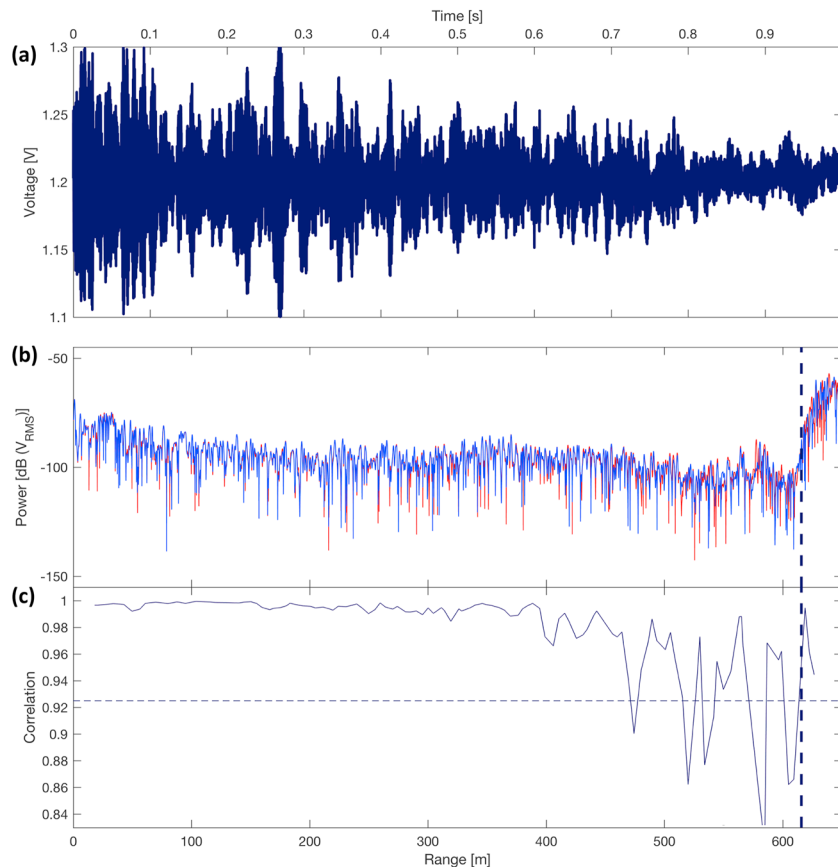 Time [s]
0 0.1 0.2 0.3 0.4 0.5 0.6 0.7 0.8 0.9
(a)
1.3
1.25
1.2
1.15
1.1
Voltage [V]
(b)
-50
-100
-150
Power [dB (VRMS)]
(c)
1
0.98
0.96
0.94
0.92
0.9
0.88
0.86
0.84
Correlation
0 100 200 300 400 500 600
Range [m]